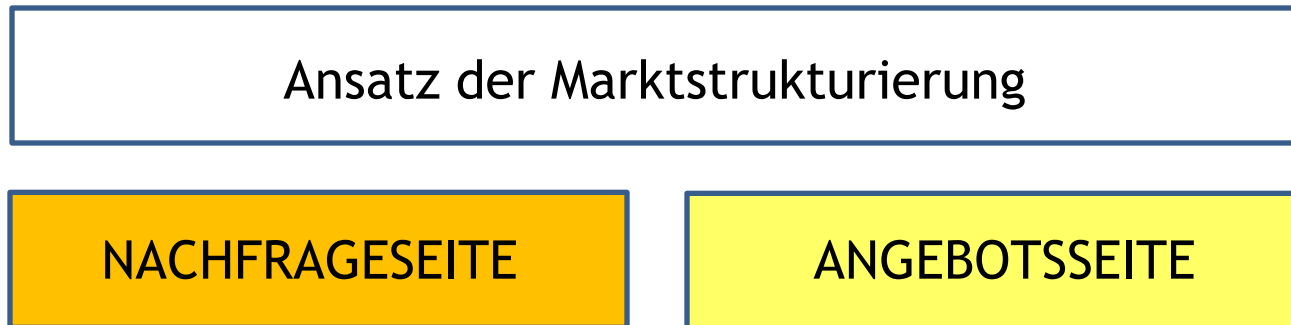 Ansatz der Marktstrukturierung
NACHFRAGESEITE
ANGEBOTSSEITE